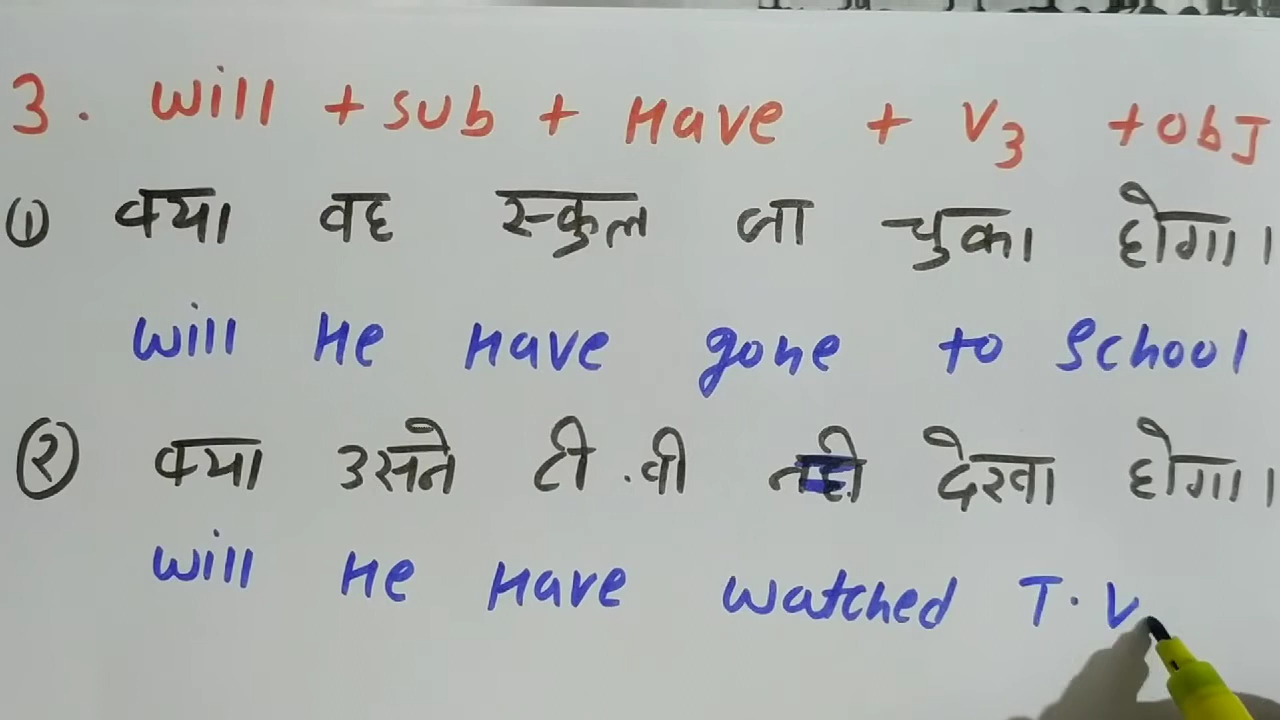 3. will + sub + Have + V3 + obJ
① क्या वह स्कुल जा चुका होगा।
will He Have gone to School
② क्या उसने टी.वी देखा होगा।
will He Have watched T.V